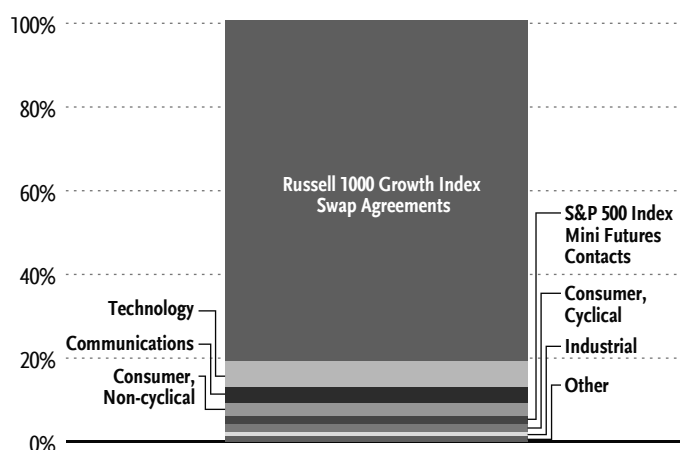 100%
80%
60%
40%
20%
0%
Russell 1000 Growth Index
Swap Agreements
Technology
Communications
Consumer,
Non-cyclical
S&P 500 Index
Mini Futures
Contacts
Consumer,
Cyclical
Industrial
Other